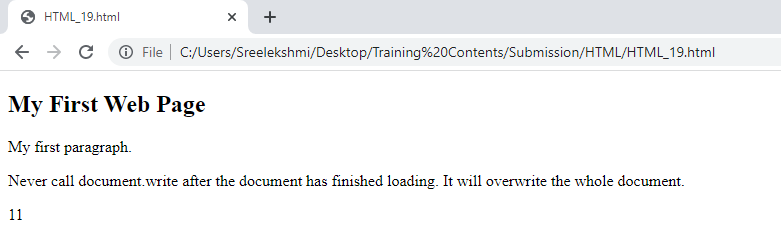 HTML_19.html
File
C:/Users/Sreelekshmi/Desktop/Training%20Contents/Submission/HTML/HTML_19.html
My First Web Page
My first paragraph.
Never call document.write after the document has finished loading. It will overwrite the whole document.
11